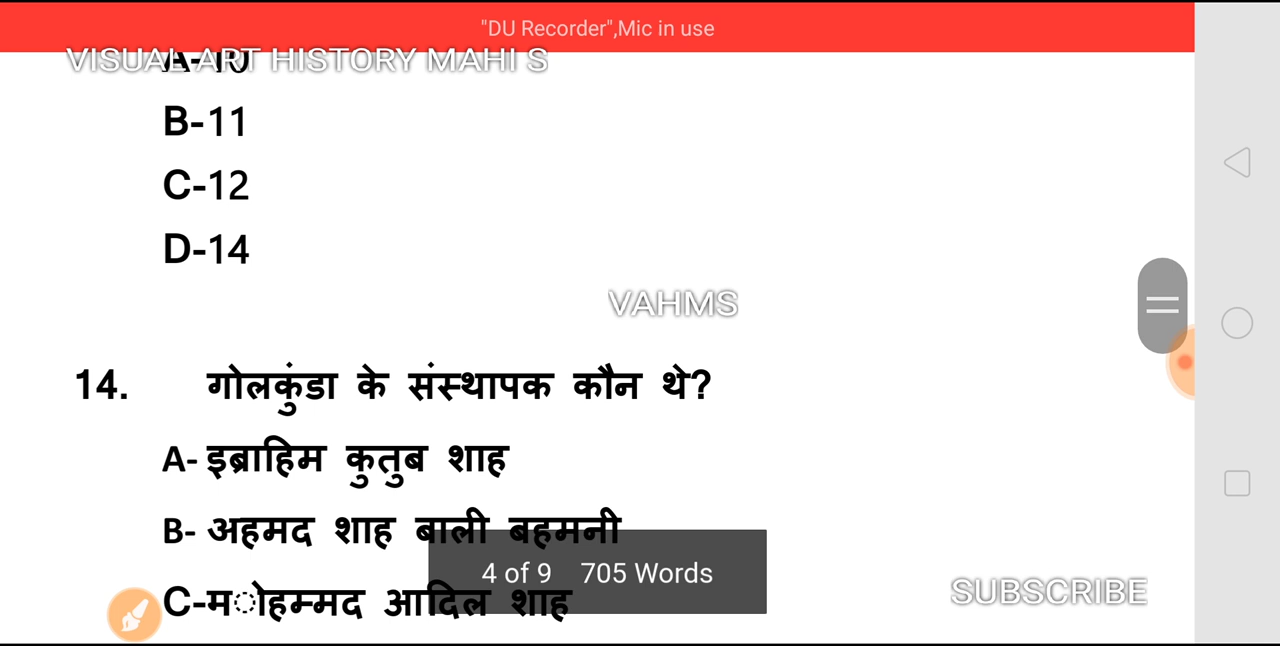 "DU Recorder",Mic in use
VISUAL ART HISTORY MAHI S
A-10
B-11
C-12
D-14
VAHMS
14. गोलकुंडा के संस्थापक कौन थे?
A- इब्राहिम कुतुब शाह
B- अहमद शाह बाली बहमनी
4 of 9 705 Words
C-मोहम्मद आदिल शाह
SUBSCRIBE